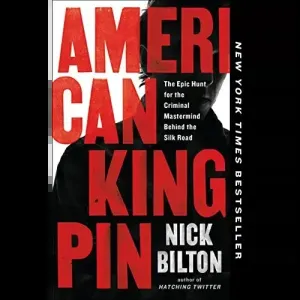 AMERI
CAN
KING
PIN
The Epic Hunt
for the
Criminal
Mastermind
Behind the
Silk Road
NEW YORK TIMES BESTSELLER
NICK
BILTON
author of
HATCHING TWITTER